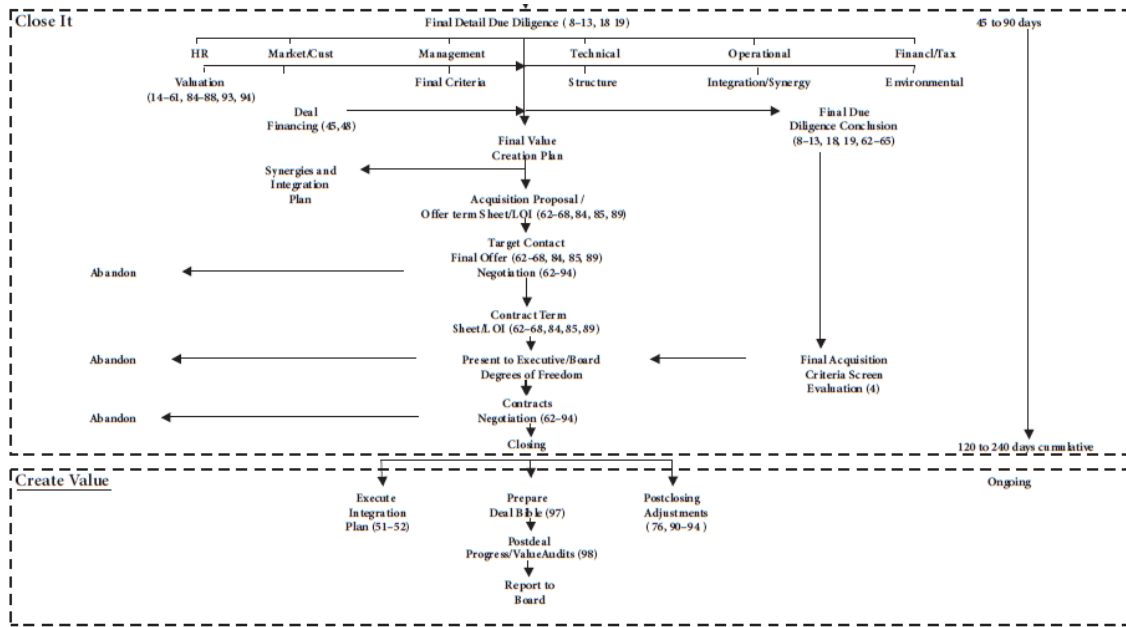 Close It
Final Detail Due Diligence ( 8–13, 18 19)
45 to 90 days
HR
Market/Cust
Management
Technical
Operational
Financl/Tax
Valuation
(14–61, 84–88, 93, 94)
Final Criteria
Structure
Integration/Synergy
Environmental
Deal
Financing (45,48)
Final Due
Diligence Conclusion
(8–13, 18, 19, 62–65)
Final Value
Creation Plan
Synergies and
Integration
Plan
Acquisition Proposal /
Offer term Sheet/LOI (62–68, 84, 85, 89)
Target Contact
Final Offer (62–68, 84, 85, 89)
Negotiation (62–94)
Abandon
Contract Term
Sheet/LOI (62–68, 84, 85, 89)
Abandon
Present to Executive/Board
Degrees of Freedom
Final Acquisition
Criteria Screen
Evaluation (4)
Abandon
Contracts
Negotiation (62–94)
Closing
120 to 240 days cumulative
Create Value
Ongoing
Execute
Integration
Plan (51–52)
Prepare
Deal Bible (97)
Postclosing
Adjustments
(76, 90–94 )
Postdeal
Progress/ValueAudits (98)
Report to
Board